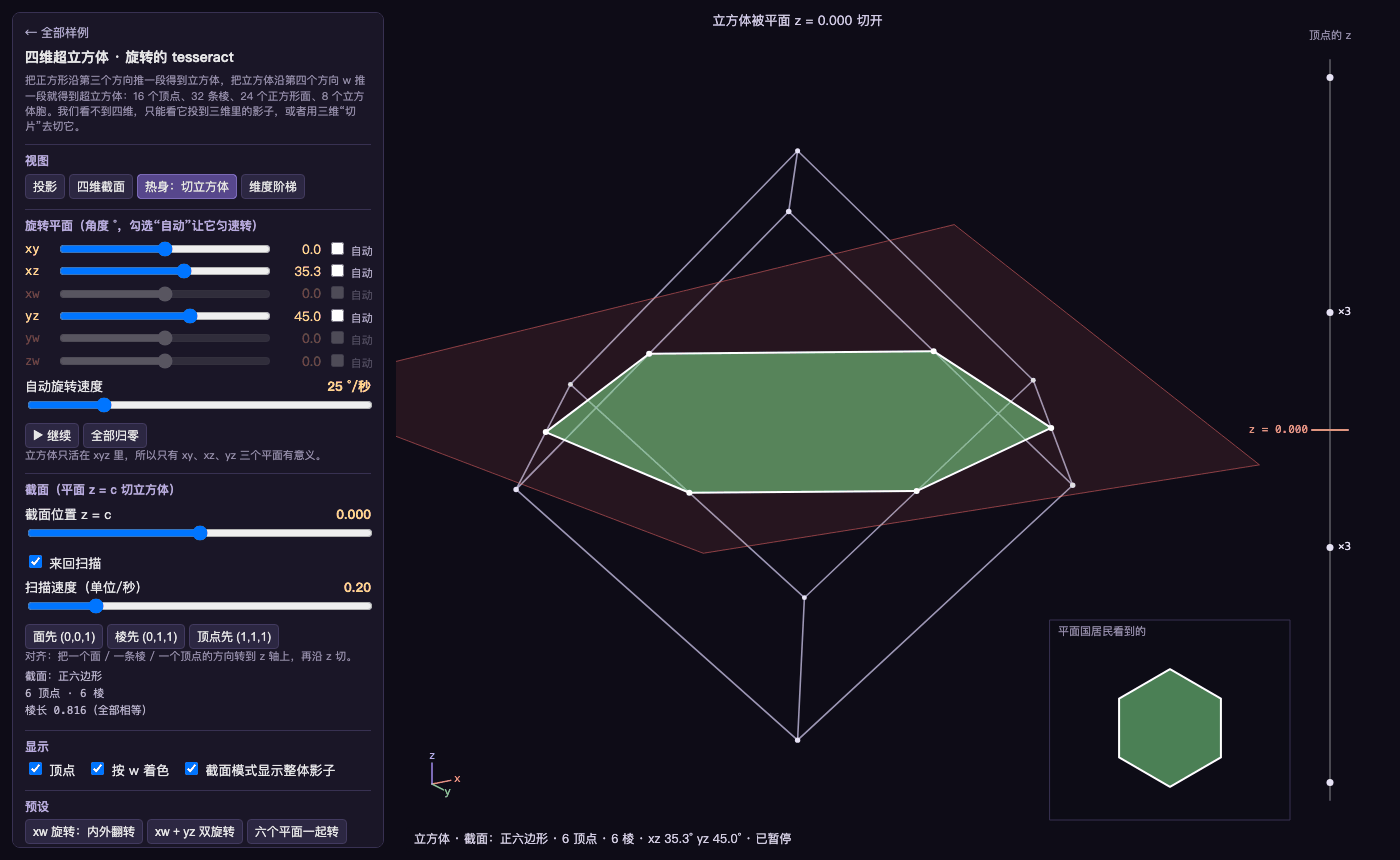 ← 全部样例
四维超立方体 · 旋转的 tesseract
把正方形沿第三个方向推一段得到立方体，把立方体沿第四个方向 w 推
一段就得到超立方体：16 个顶点、32 条棱、24 个正方形面、8 个立方
体胞。我们看不到四维，只能看它投到三维里的影子，或者用三维“切
片”去切它。
视图
投影 四维截面 热身：切立方体 维度阶梯
旋转平面（角度 °，勾选“自动”让它匀速转）
xy 0.0 自动
xz 35.3 自动
xw 0.0 自动
yz 45.0 自动
yw 0.0 自动
zw 0.0 自动
自动旋转速度 25 °/秒
▶ 继续 全部归零
立方体只活在 xyz 里，所以只有 xy、xz、yz 三个平面有意义。
截面（平面 z = c 切立方体）
截面位置 z = c 0.000
来回扫描
扫描速度（单位/秒） 0.20
面先 (0,0,1) 棱先 (0,1,1) 顶点先 (1,1,1)
对齐：把一个面 / 一条棱 / 一个顶点的方向转到 z 轴上，再沿 z 切。
截面：正六边形
6 顶点 · 6 棱
棱长 0.816（全部相等）
显示
顶点 按 w 着色 截面模式显示整体影子
预设
xw 旋转：内外翻转 xw + yz 双旋转 六个平面一起转
立方体被平面 z = 0.000 切开
顶点的 z
×3
z = 0.000
×3
平面国居民看到的
z
x
y
立方体 · 截面：正六边形 · 6 顶点 · 6 棱 · xz 35.3° yz 45.0° · 已暂停